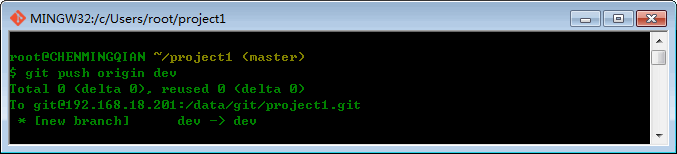 MINGW32:/c/Users/root/project1
root@CHENMINGQIAN ~/project1 (master)
$ git push origin dev
Total 0 (delta 0), reused 0 (delta 0)
To git@192.168.18.201:/data/git/project1.git
 * [new branch]      dev -> dev